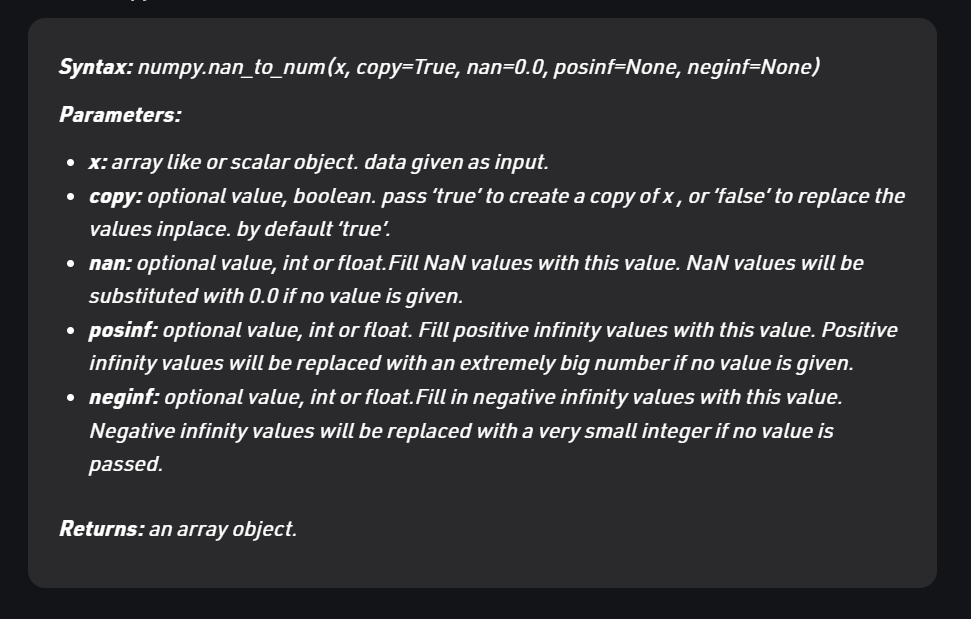 Syntax: numpy.nan_to_num(x, copy=True, nan=0.0, posinf=None, neginf=None)
Parameters:
• x: array like or scalar object. data given as input.
• copy: optional value, boolean. pass ‘true’ to create a copy of x , or ‘false’ to replace the
values inplace. by default ‘true’.
• nan: optional value, int or float.Fill NaN values with this value. NaN values will be
substituted with 0.0 if no value is given.
• posinf: optional value, int or float. Fill positive infinity values with this value. Positive
infinity values will be replaced with an extremely big number if no value is given.
• neginf: optional value, int or float.Fill in negative infinity values with this value.
Negative infinity values will be replaced with a very small integer if no value is
passed.
Returns: an array object.